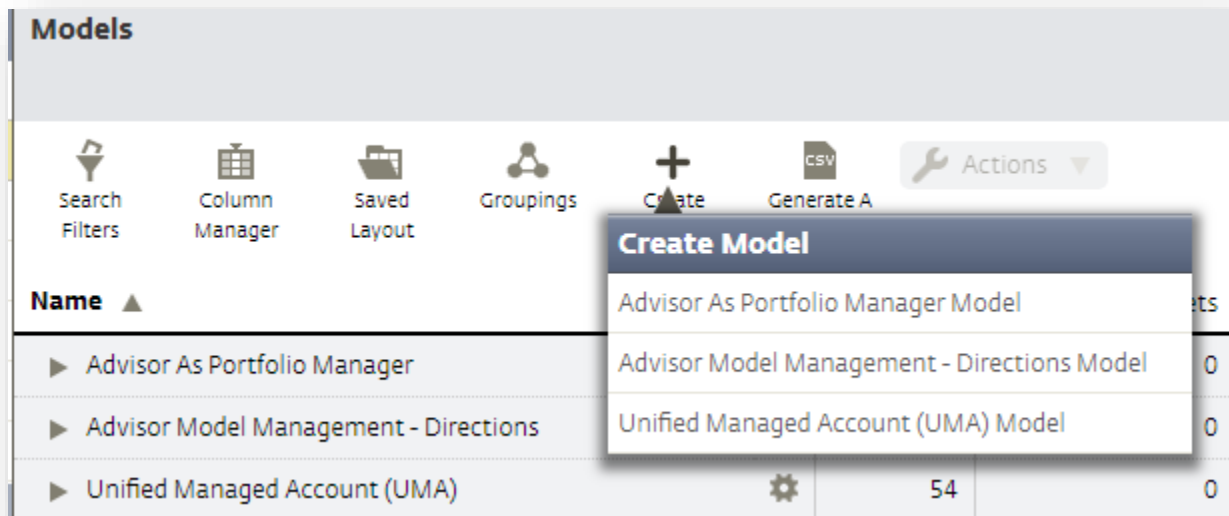 Models
Search
Filters
Column
Manager
Saved
Layout
Groupings
Create
CSV
Generate A
Actions
Create Model
Advisor As Portfolio Manager Model
Advisor Model Management - Directions Model
Unified Managed Account (UMA) Model
Name
Advisor As Portfolio Manager 0
Advisor Model Management - Directions 0
Unified Managed Account (UMA) 54 0